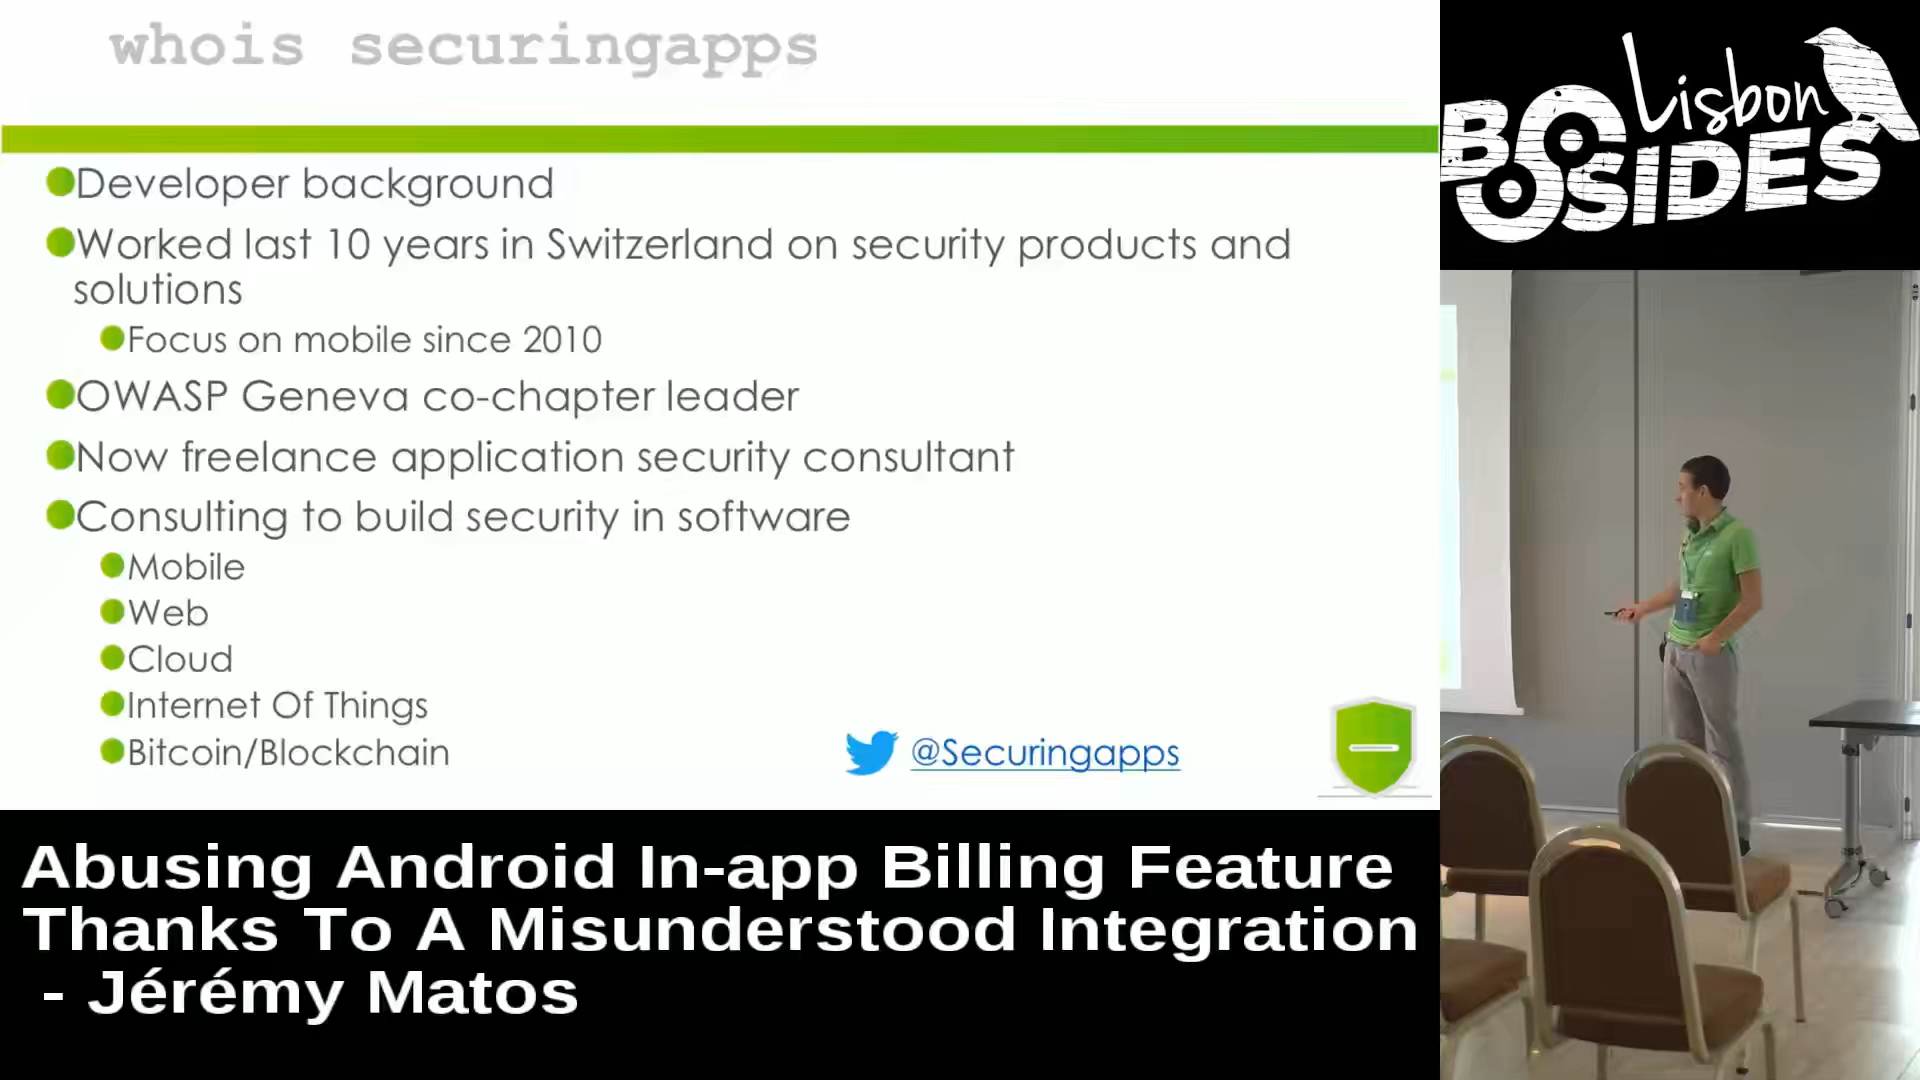 whois securingapps
Developer background
Worked last 10 years in Switzerland on security products and
solutions
Focus on mobile since 2010
OWASP Geneva co-chapter leader
Now freelance application security consultant
Consulting to build security in software
Mobile
Web
Cloud
Internet Of Things
Bitcoin/Blockchain
@Securingapps
Lisbon
BSIDES
Abusing Android In-app Billing Feature
Thanks To A Misunderstood Integration
- Jérémy Matos